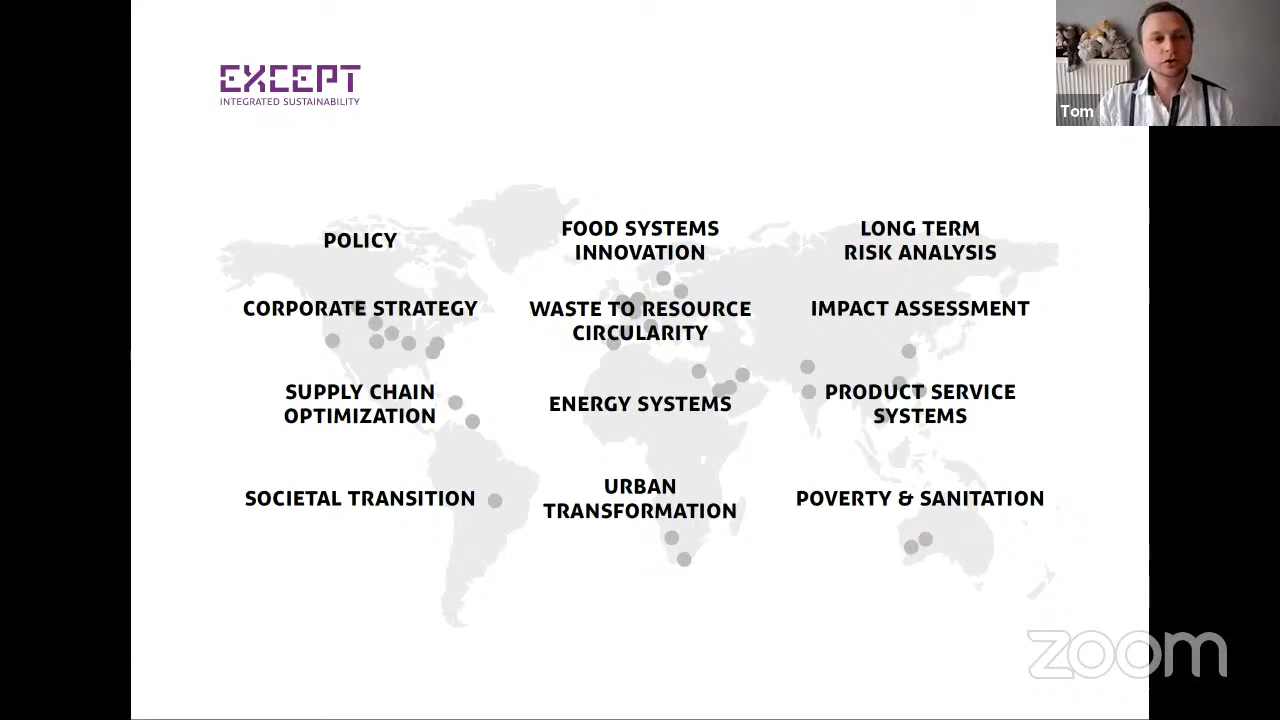 EXCEPT
INTEGRATED SUSTAINABILITY
Tom
POLICY
FOOD SYSTEMS
INNOVATION
LONG TERM
RISK ANALYSIS
CORPORATE STRATEGY
WASTE TO RESOURCE
CIRCULARITY
IMPACT ASSESSMENT
SUPPLY CHAIN
OPTIMIZATION
ENERGY SYSTEMS
PRODUCT SERVICE
SYSTEMS
SOCIETAL TRANSITION
URBAN
TRANSFORMATION
POVERTY & SANITATION
zoom